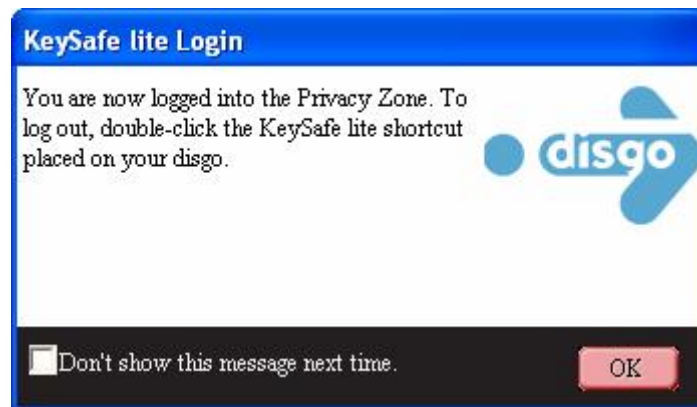 KeySafe lite Login
You are now logged into the Privacy Zone. To
log out, double-click the KeySafe lite shortcut
placed on your disgo.
disgo
Don't show this message next time.
OK